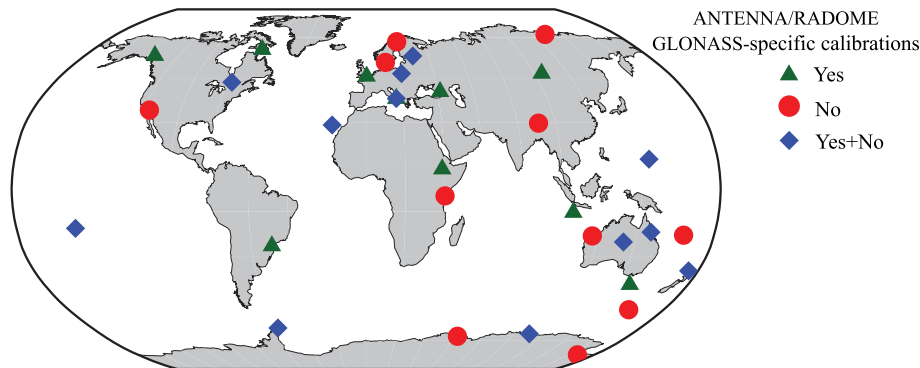 ANTENNA/RADOME
GLONASS-specific calibrations
Yes
No
Yes+No